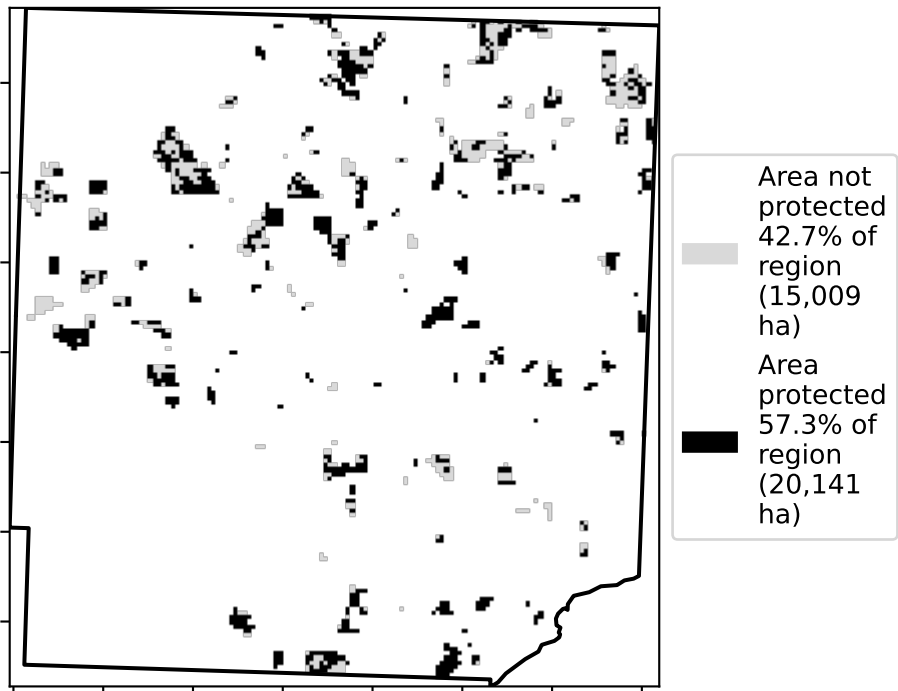 Area not
protected
42.7% of
region
(15,009
ha)
Area
protected
57.3% of
region
(20,141
ha)